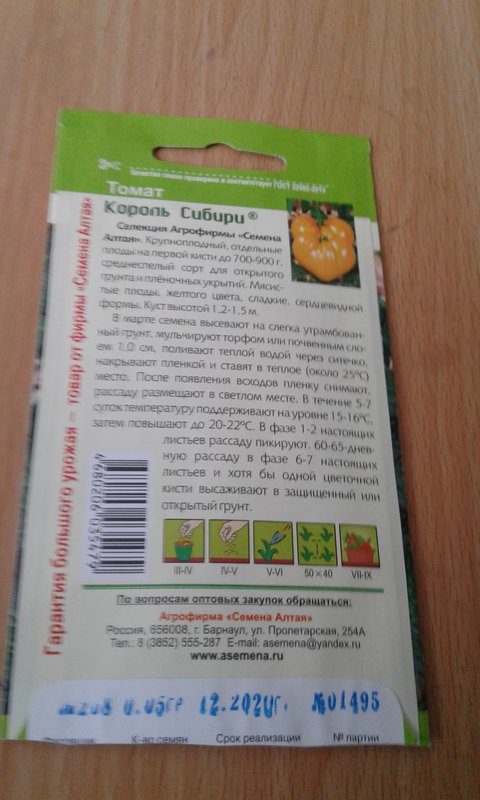 Качество семян проверено и соответствует ГОСТ
Томат
Король Сибири®
Селекция Агрофирмы «Семена
Алтая». Крупноплодный, отдельные
плоды на первой кисти до 700-900 г,
среднеспелый сорт для открытого
грунта и плёночных укрытий. Мясис-
тые плоды, желтого цвета, сладкие, сердцевидной
формы. Куст высотой 1,2-1,5 м.
В марте семена высевают на слегка утрамбован-
ный грунт, мульчируют торфом или почвенным сло-
ем 1.0 см, поливают теплой водой через ситечко,
накрывают пленкой и ставят в теплое (около 25ºС)
место. После появления всходов пленку снимают,
рассаду размещают в светлом месте. В течение 5-7
суток температуру поддерживают на уровне 15-16ºС,
затем повышают до 20-22ºС. В фазе 1-2 настоящих
листьев рассаду пикируют. 60-65-днев-
ную рассаду в фазе 6-7 настоящих
листьев и хотя бы одной цветочной
кисти высаживают в защищенный или
открытый грунт.
Гарантия большого урожая — товар от фирмы «Семена Алтая»
4680206035479
III-IV IV-V V-VI 50×40 VII-IX
По вопросам оптовых закупок обращаться:
Агрофирма «Семена Алтая»
Россия, 656008, г. Барнаул, ул. Пролетарская, 254А
Тел.: 8 (3852) 555-287 E-mail: asemena@yandex.ru
www.asemena.ru
0.05гр 12.2020г. №01495
К-во семян Срок реализации № партии